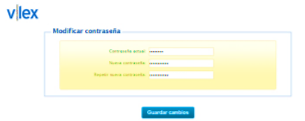 vlex
Modificar contraseña
Contraseña actual:
Nueva contraseña:
Repetir nueva contraseña:
Guardar cambios